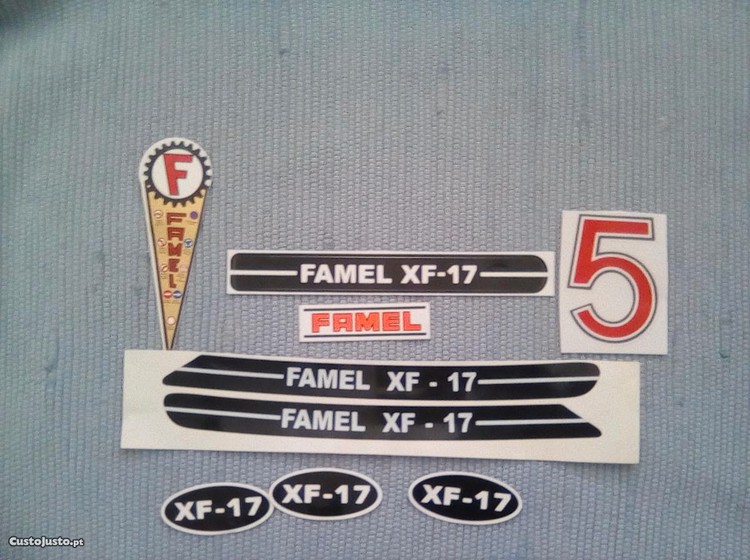 F
FAMEL
FAMEL XF-17
5
FAMEL
FAMEL XF - 17
FAMEL XF - 17
XF-17
XF-17
XF-17
CustoJusto.pt